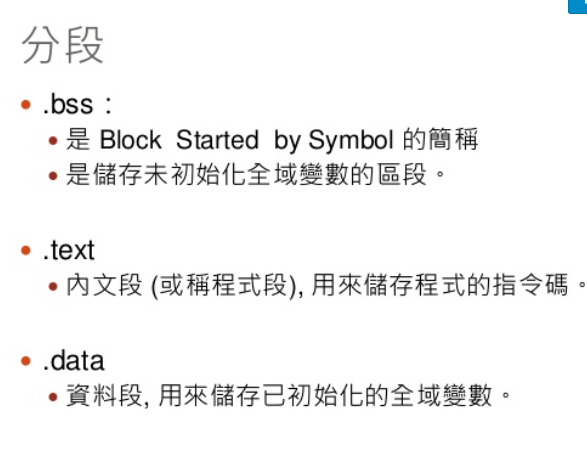 分段
• .bss：
• 是 Block Started by Symbol 的簡稱
• 是儲存未初始化全域變數的區段。
• .text
• 內文段 (或稱程式段), 用來儲存程式的指令碼。
• .data
• 資料段, 用來儲存已初始化的全域變數。